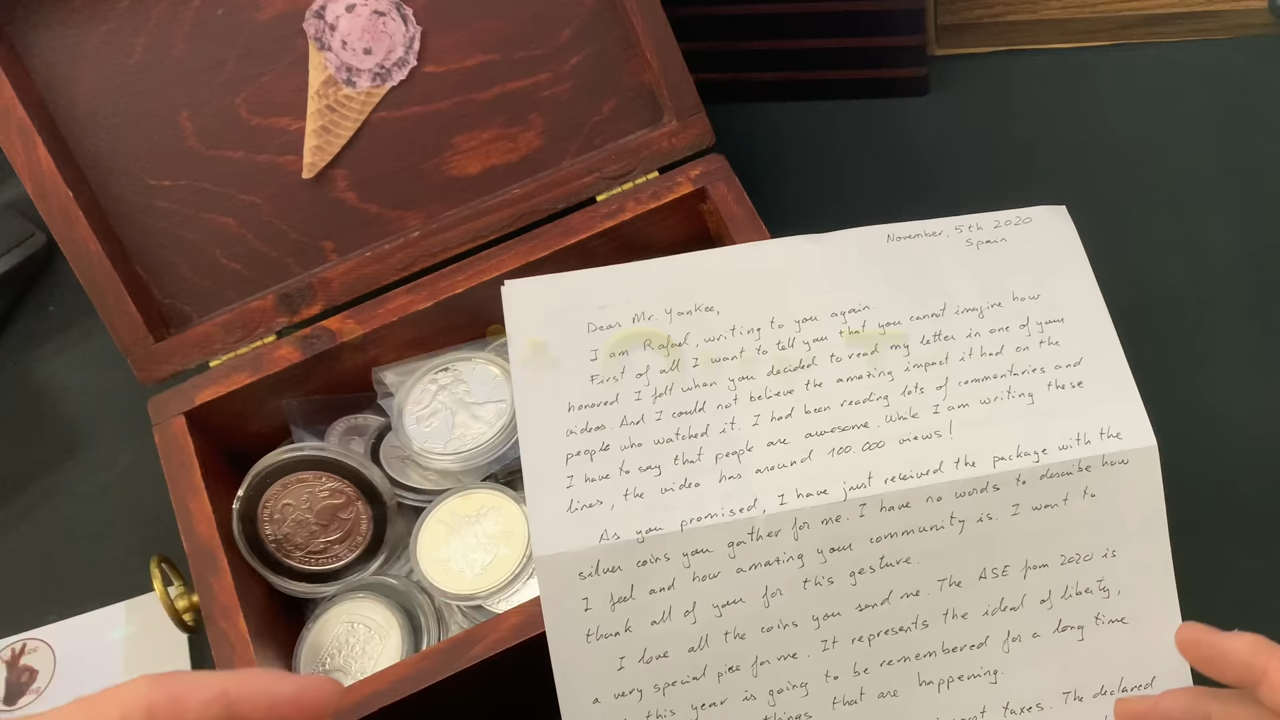 November, 5th 2020
Spain
Dear Mr. Yankee,
I am Rafael, writing to you again.
First of all I want to tell you that you cannot imagine how
honored I felt when you decided to read my letter in one of your
videos. And I could not believe the amazing impact it had on the
people who watched it. I had been reading lots of commentaries and
I have to say that people are awesome. While I am writing these
lines, the video has around 100.000 views!
As you promised, I have just received the package with the
silver coins you gather for me. I have no words to describe how
I feel and how amazing your community is. I want to
thank all of you for this gesture.
I love all the coins you send me. The ASE from 2020 is
a very special piece for me. It represents the ideal of liberty,
this year is going to be remembered for a long time
things that are happening.
taxes. The declared